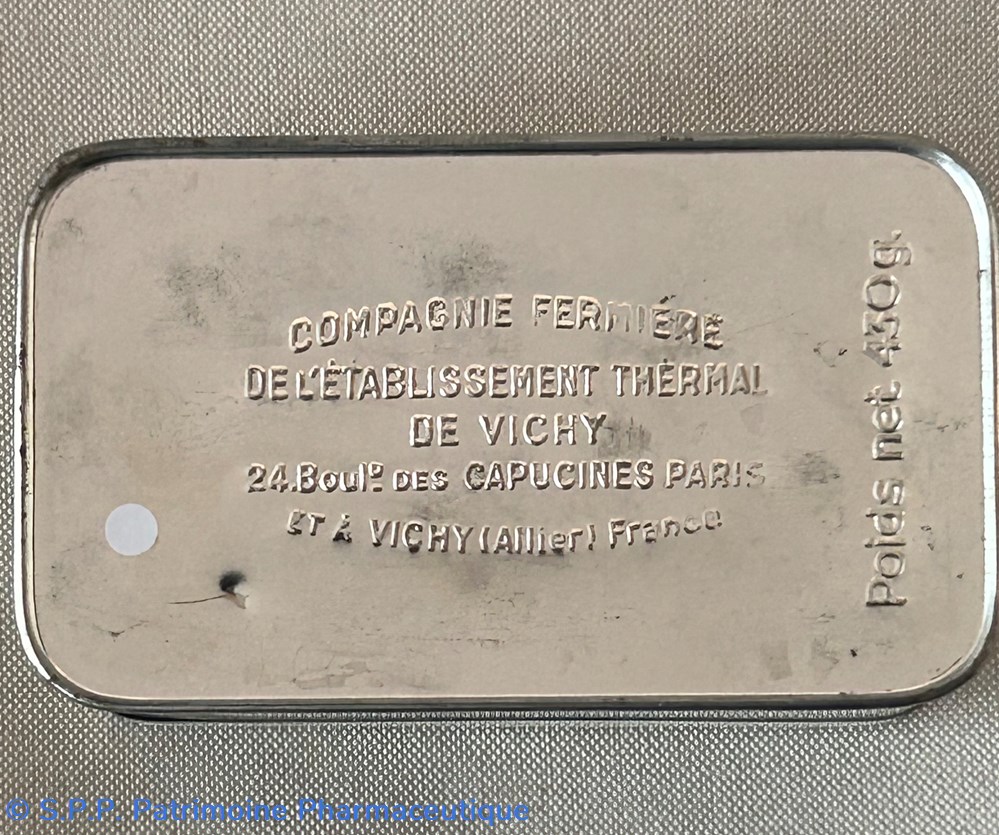 COMPAGNIE FERMIÈRE
DE L'ÉTABLISSEMENT THERMAL
DE VICHY
24.Boulᵈ DES CAPUCINES PARIS
ET A VICHY (Allier) France
Poids net 450g.
© S.P.P. Patrimoine Pharmaceutique